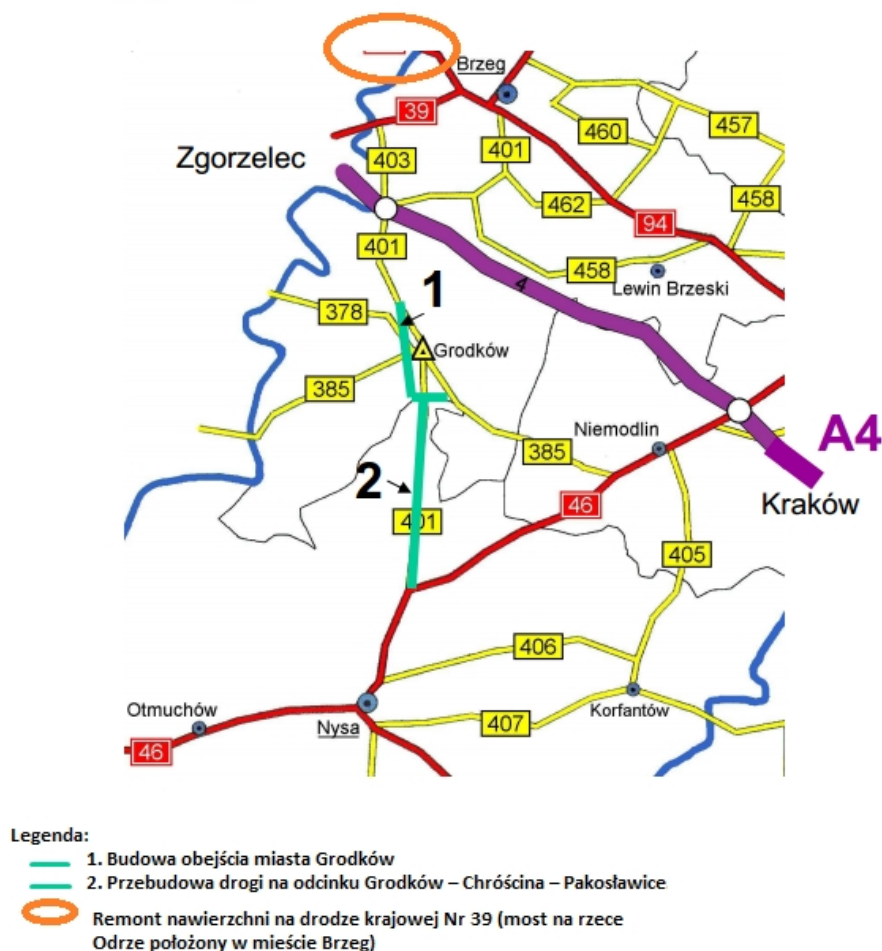 Brzeg
39
460
457
Zgorzelec
403
401
458
462
94
401
458
4
Lewin Brzeski
1
378
Grodków
385
Niemodlin
A4
385
2
46
Kraków
401
405
406
Otmuchów
Korfantów
Nysa
407
46
Legenda:
1. Budowa obejścia miasta Grodków
2. Przebudowa drogi na odcinku Grodków – Chróścina – Pakosławice
Remont nawierzchni na drodze krajowej Nr 39 (most na rzece
Odrze położony w mieście Brzeg)